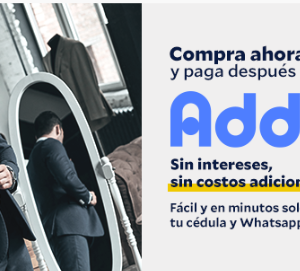 Compra ahora
y paga después
Add
Sin intereses,
sin costos adicion
Fácil y en minutos sol
tu cédula y Whatsapp